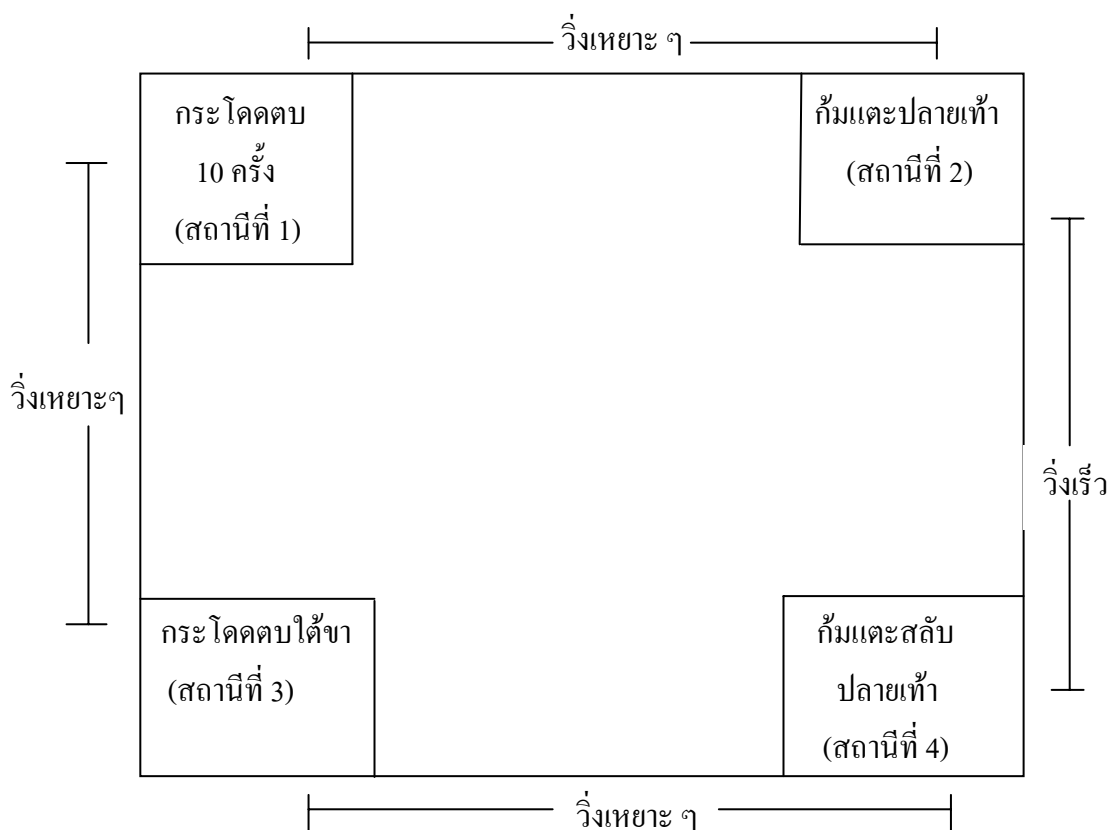 วิ่งเหยาะ ๆ
กระโดดตบ
10 ครั้ง
(สถานีที่ 1)
ก้มแตะปลายเท้า
(สถานีที่ 2)
วิ่งเหยาะๆ
วิ่งเร็ว
กระโดดตบใต้ขา
(สถานีที่ 3)
ก้มแตะสลับ
ปลายเท้า
(สถานีที่ 4)
วิ่งเหยาะ ๆ